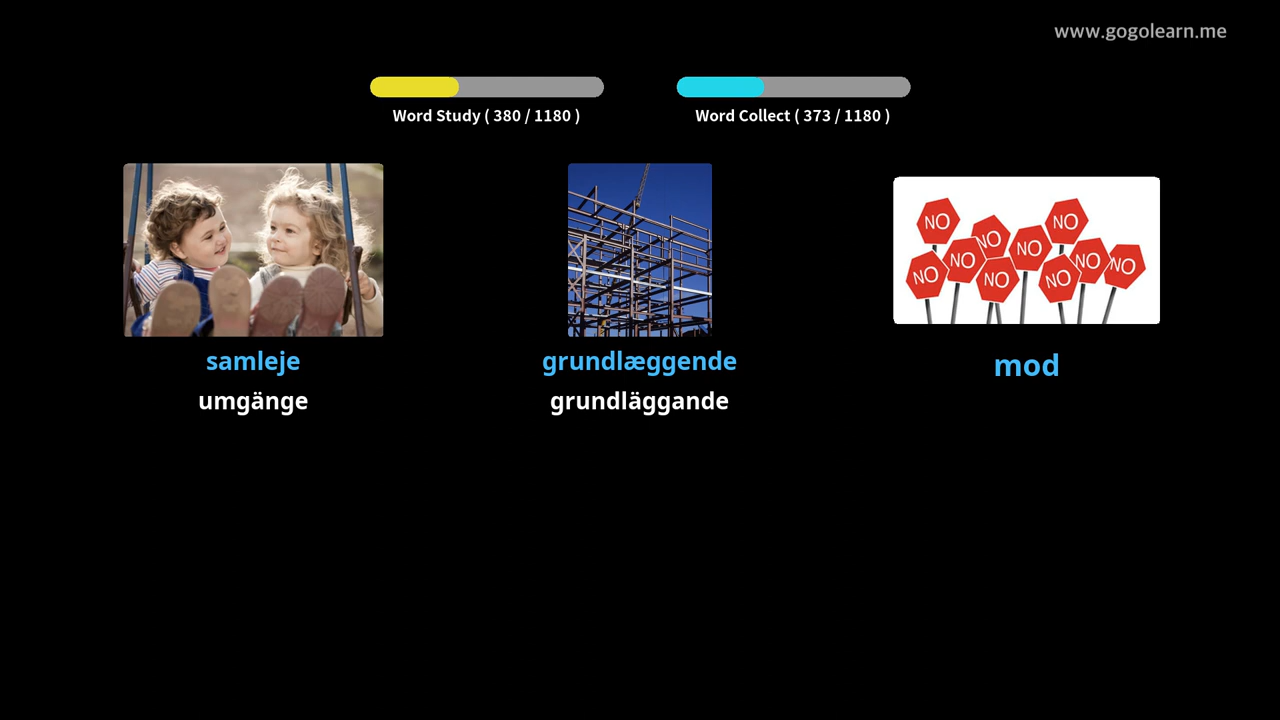 www.gogolearn.me
Word Study ( 380 / 1180 )
Word Collect ( 373 / 1180 )
NO
NO
NO
NO
NO
NO
NO
NO
NO
NO
samleje
umgänge
grundlæggende
grundläggande
mod